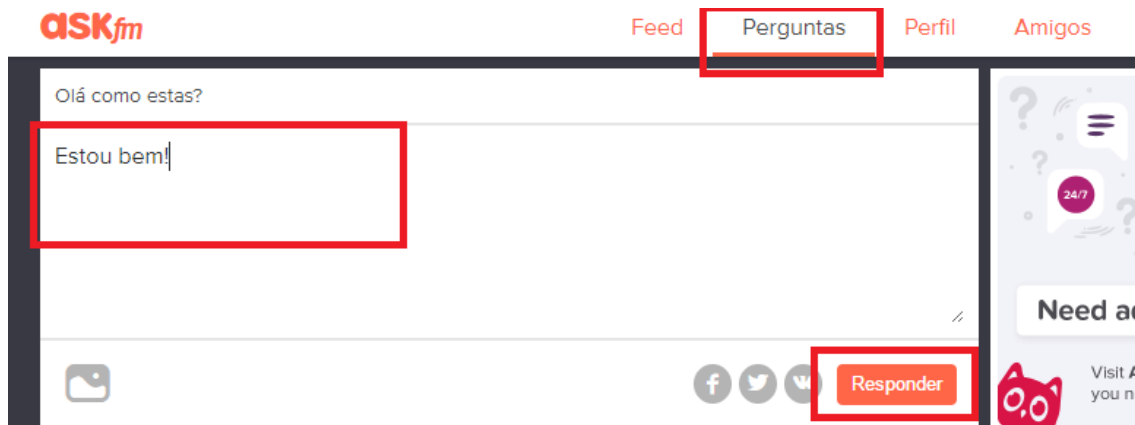 ASKfm
Feed Perguntas Perfil Amigos
Olá como estas?
Estou bem!
24/7
Need
Responder
Visit
you